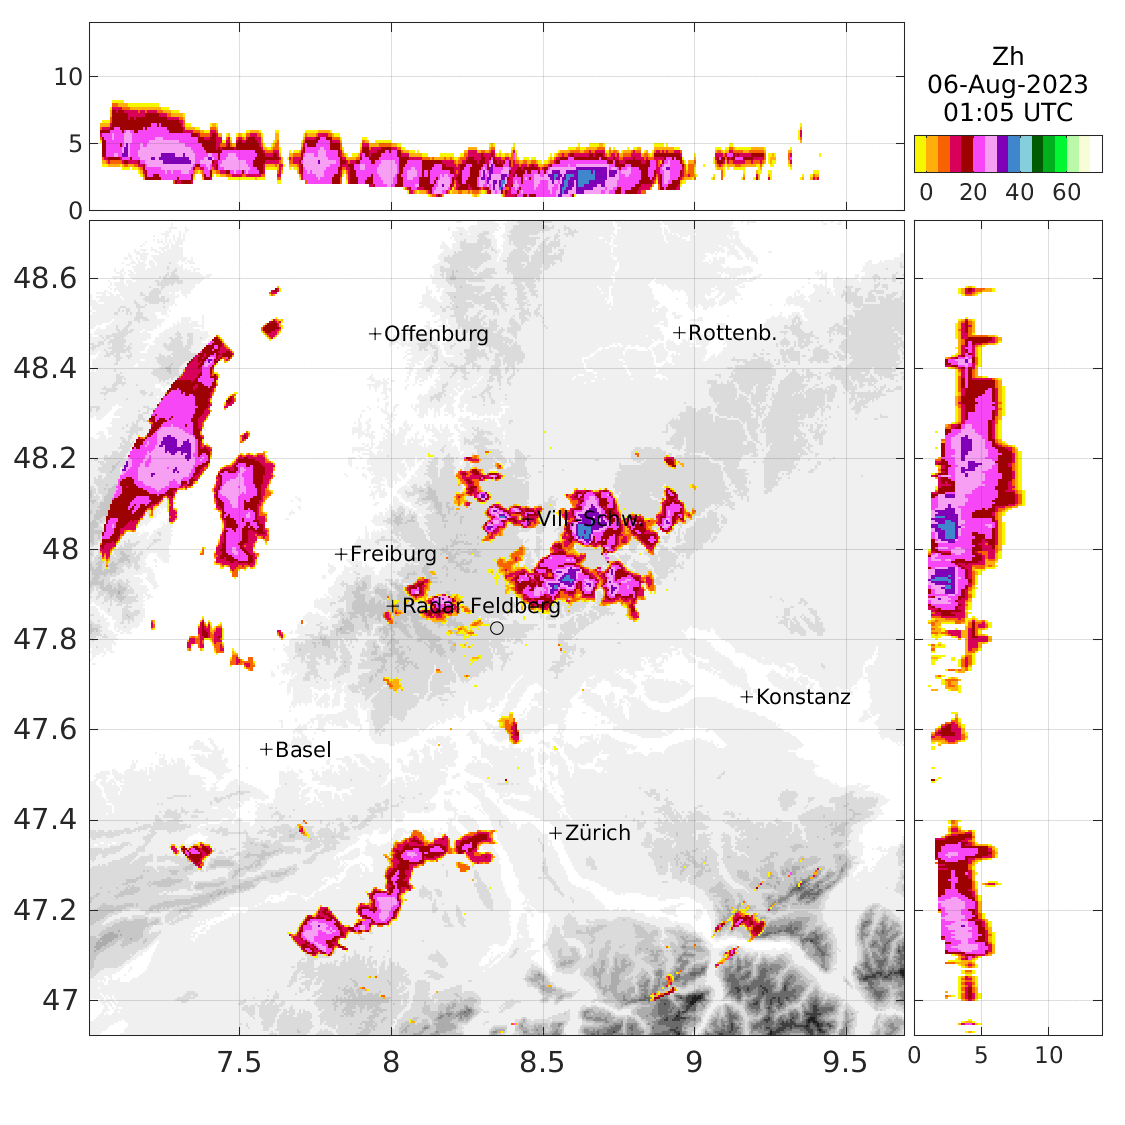 Zh
06-Aug-2023
01:05 UTC
0 20 40 60
10
5
0
48.6
48.4
48.2
48
47.8
47.6
47.4
47.2
47
+Offenburg
+Rottenb.
+Vill.-Schw.
+Freiburg
+Radar Feldberg
+Konstanz
+Basel
+Zürich
7.5 8 8.5 9 9.5
0 5 10